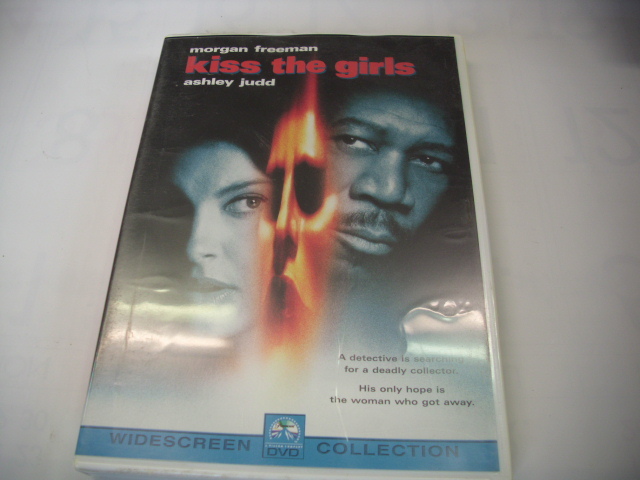 morgan freeman
kiss the girls
ashley judd
A detective is searching
for a deadly collector.
His only hope is
the woman who got away.
WIDESCREEN DVD COLLECTION